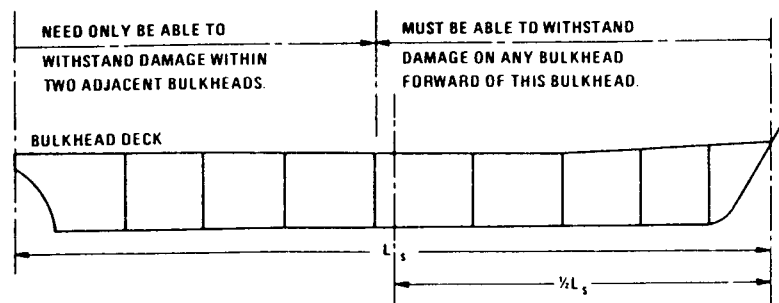 NEED ONLY BE ABLE TO
WITHSTAND DAMAGE WITHIN
TWO ADJACENT BULKHEADS.
MUST BE ABLE TO WITHSTAND
DAMAGE ON ANY BULKHEAD
FORWARD OF THIS BULKHEAD.
BULKHEAD DECK
Ls
½Ls